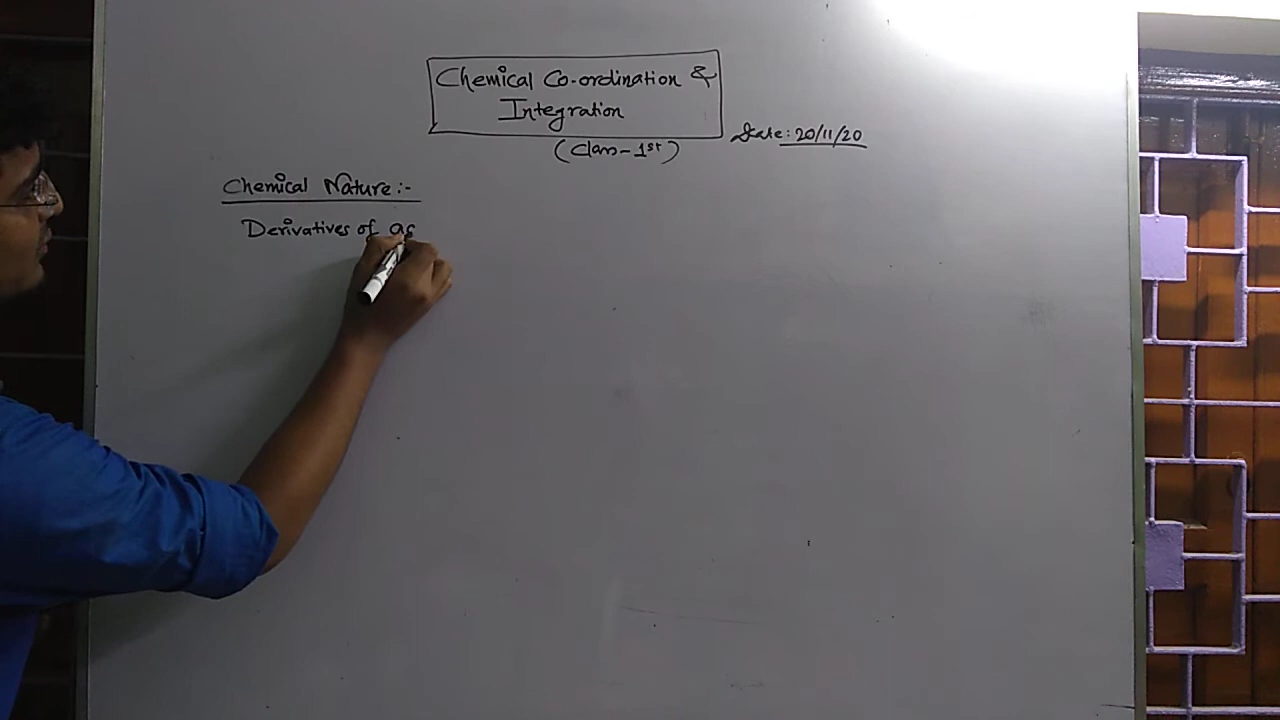 Chemical Co-ordination &
Integration
(Class-1st)
Date: 20/11/20
Chemical Nature:-
Derivatives of